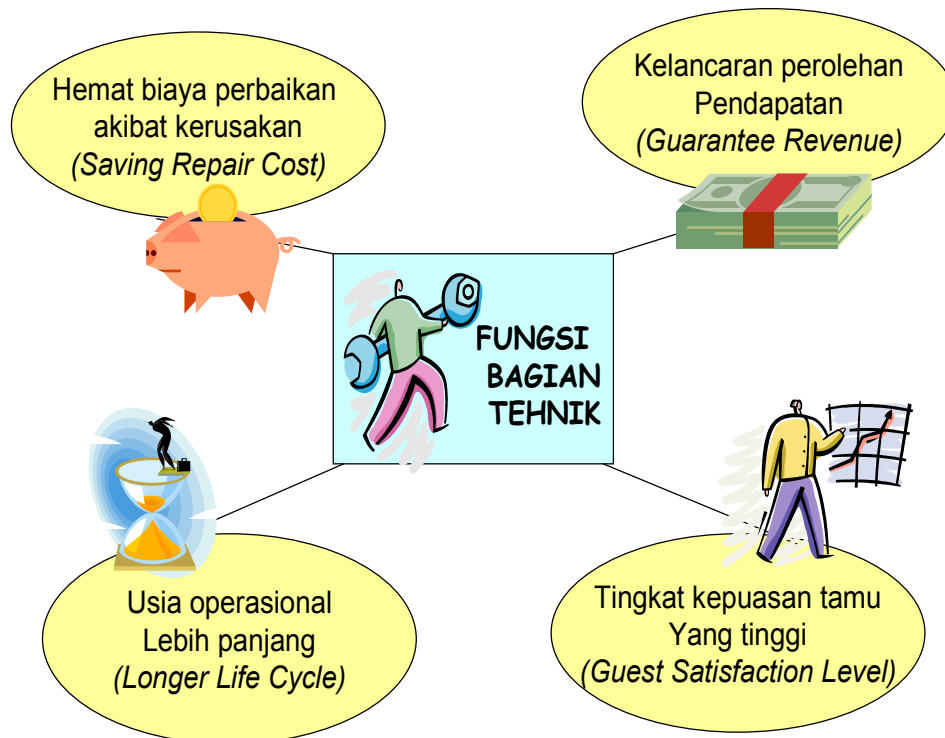 Hemat biaya perbaikan
akibat kerusakan
(Saving Repair Cost)
Kelancaran perolehan
Pendapatan
(Guarantee Revenue)
FUNGSI
BAGIAN
TEHNIK
Usia operasional
Lebih panjang
(Longer Life Cycle)
Tingkat kepuasan tamu
Yang tinggi
(Guest Satisfaction Level)